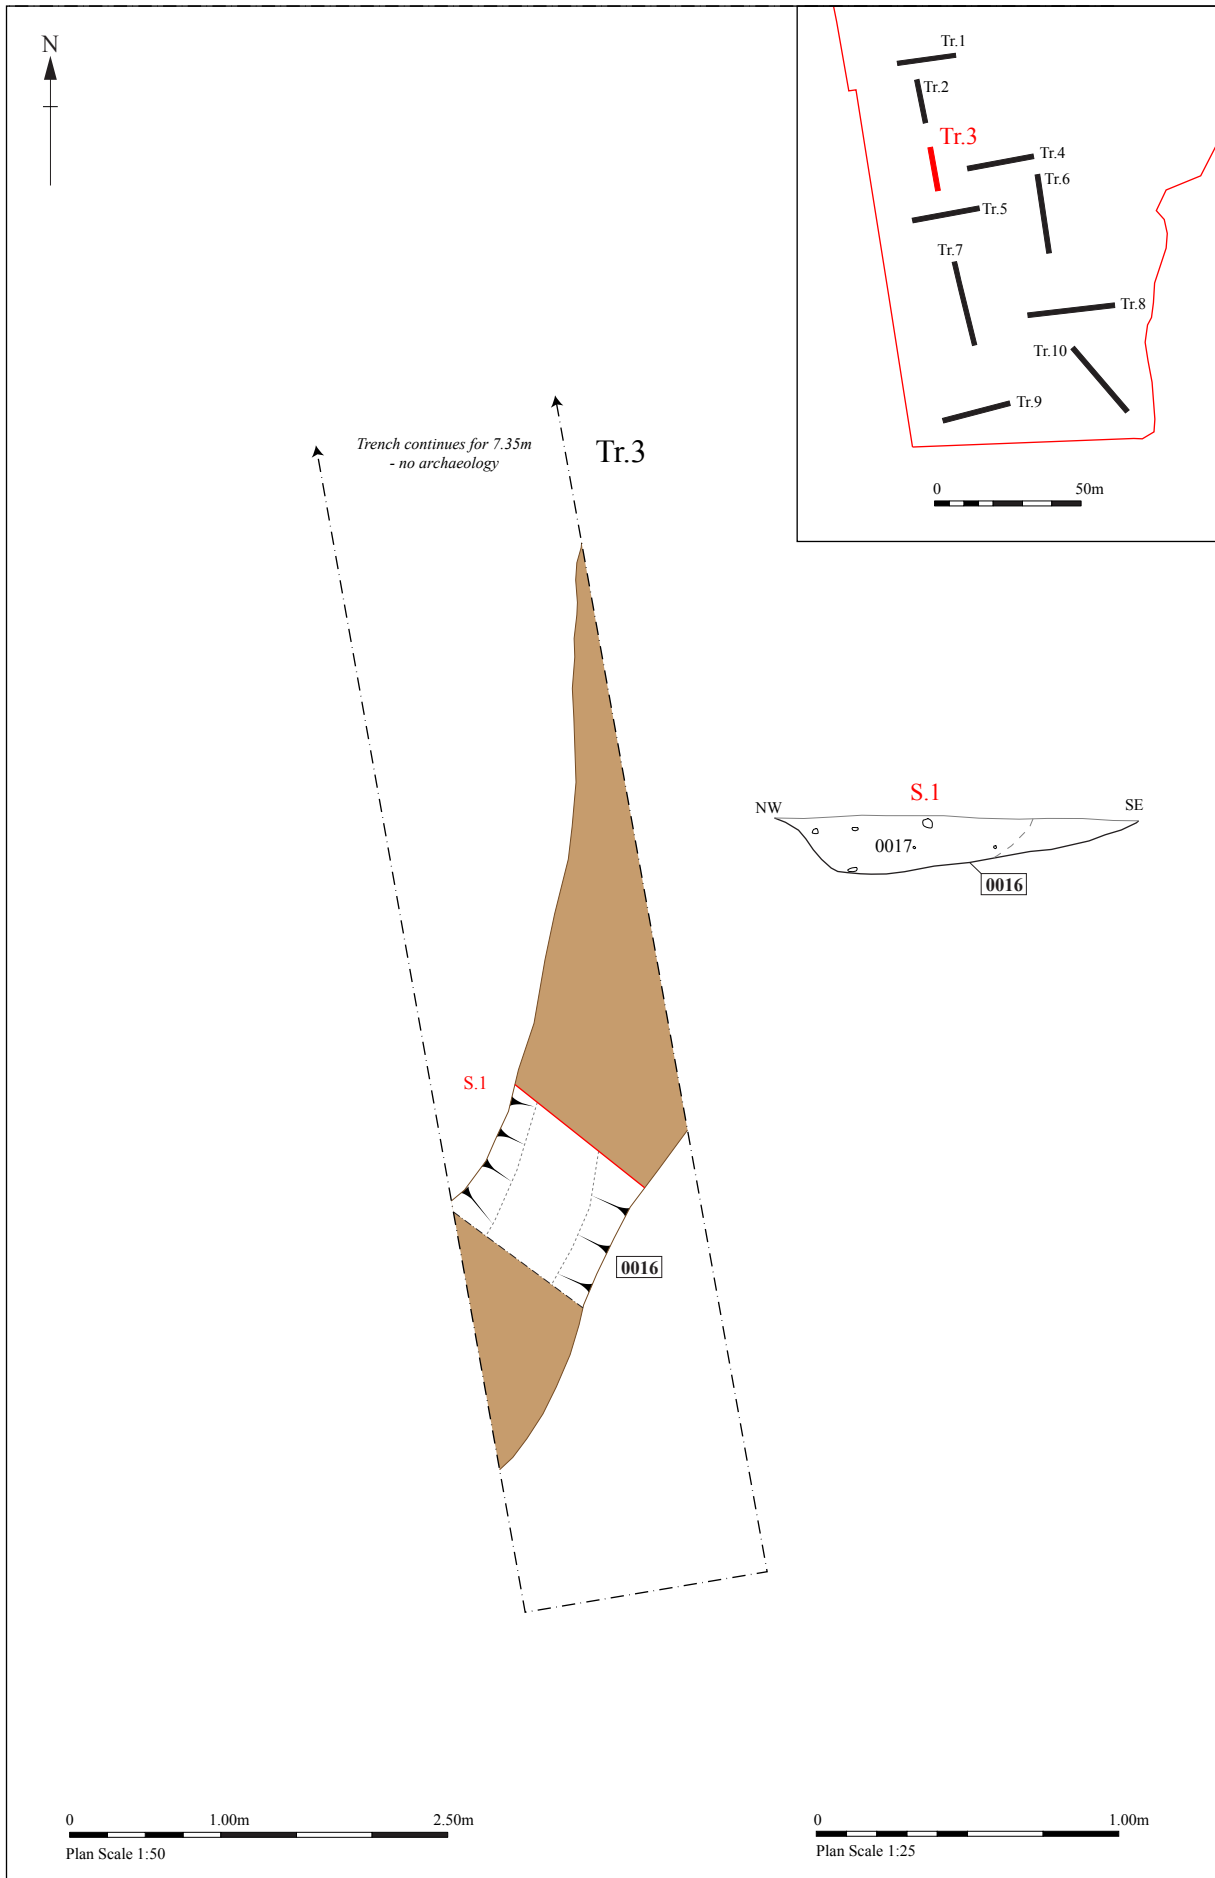 N
Tr.1
Tr.2
Tr.3
Tr.4
Tr.6
Tr.5
Tr.7
Tr.8
Tr.10
Tr.9
0 50m
Trench continues for 7.35m
- no archaeology
Tr.3
S.1
NW SE
0017
0016
S.1
0016
0 1.00m 2.50m
Plan Scale 1:50
0 1.00m
Plan Scale 1:25